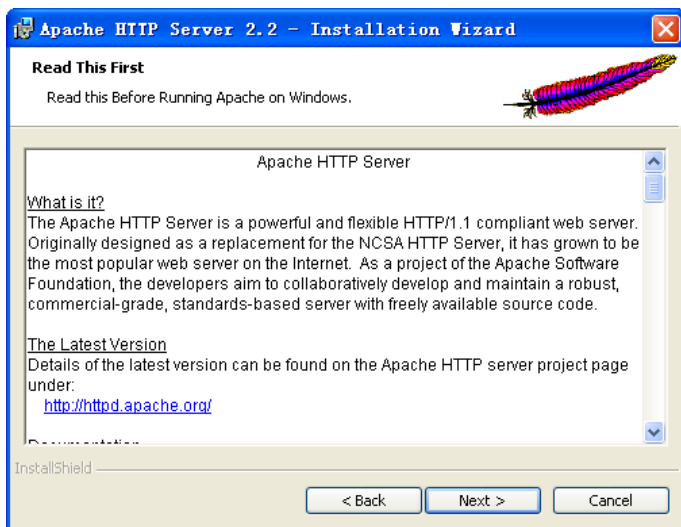 Apache HTTP Server 2.2 - Installation Wizard
Read This First
Read this Before Running Apache on Windows.
Apache HTTP Server
What is it?
The Apache HTTP Server is a powerful and flexible HTTP/1.1 compliant web server.
Originally designed as a replacement for the NCSA HTTP Server, it has grown to be
the most popular web server on the Internet.  As a project of the Apache Software
Foundation, the developers aim to collaboratively develop and maintain a robust,
commercial-grade, standards-based server with freely available source code.
The Latest Version
Details of the latest version can be found on the Apache HTTP server project page
under:
http://httpd.apache.org/
Documentation
InstallShield
< Back
Next >
Cancel